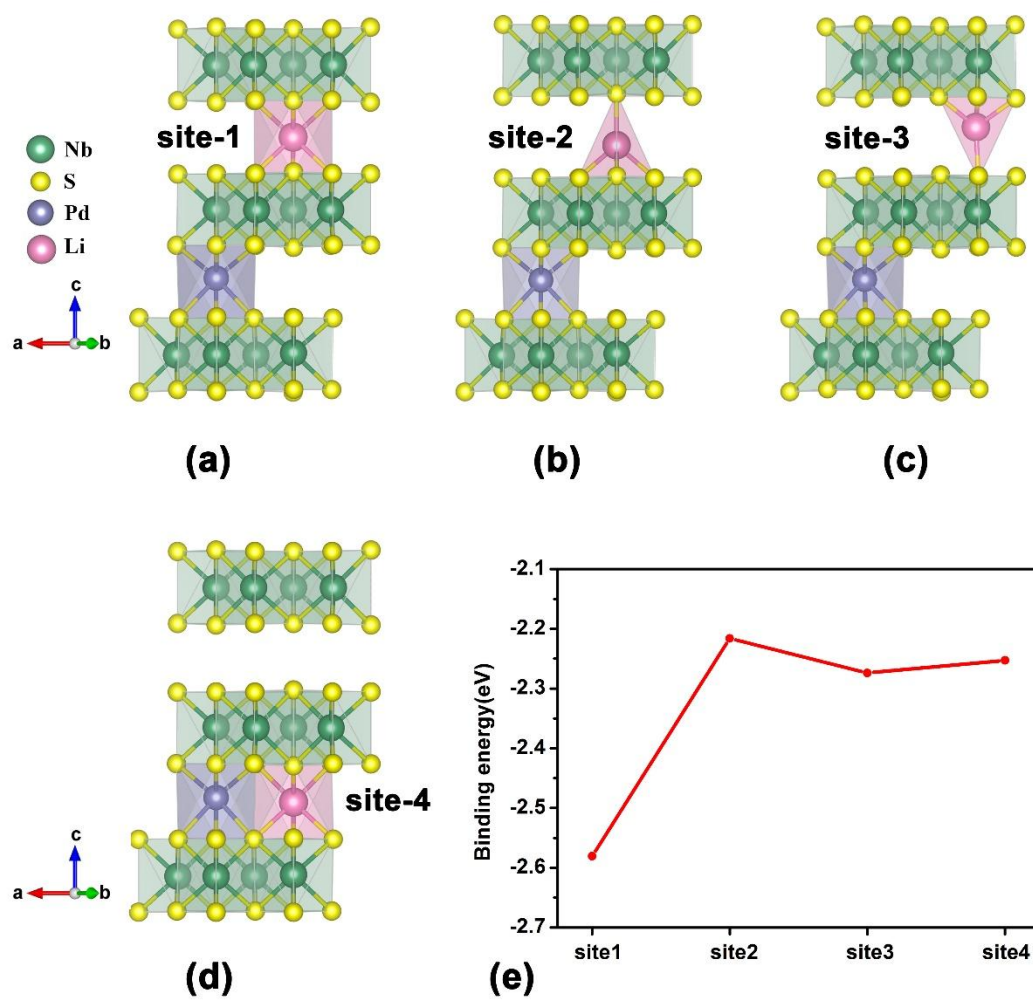 site-1
site-2
site-3
Nb
S
Pd
Li
c
a
b
(a)
(b)
(c)
site-4
c
a
b
(d)
Binding energy(eV)
-2.1
-2.2
-2.3
-2.4
-2.5
-2.6
-2.7
site1
site2
site3
site4
(e)